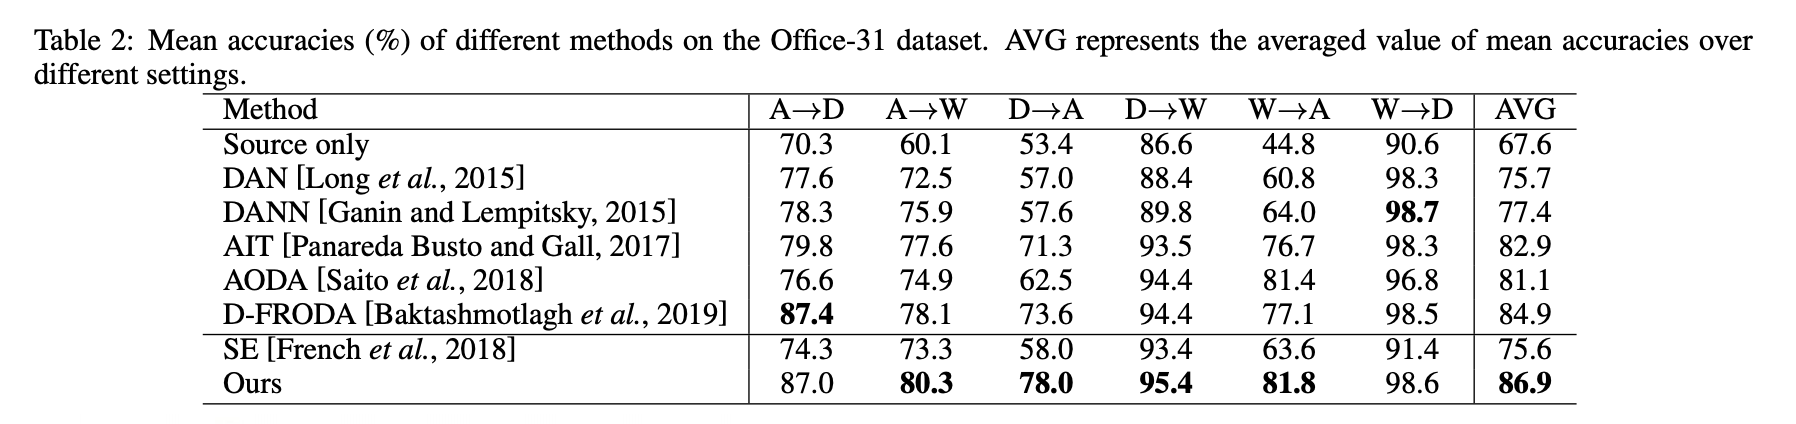 Table 2: Mean accuracies (%) of different methods on the Office-31 dataset. AVG represents the averaged value of mean accuracies over
different settings.
Method A→D A→W D→A D→W W→A W→D AVG
Source only 70.3 60.1 53.4 86.6 44.8 90.6 67.6
DAN [Long et al., 2015] 77.6 72.5 57.0 88.4 60.8 98.3 75.7
DANN [Ganin and Lempitsky, 2015] 78.3 75.9 57.6 89.8 64.0 98.7 77.4
AIT [Panareda Busto and Gall, 2017] 79.8 77.6 71.3 93.5 76.7 98.3 82.9
AODA [Saito et al., 2018] 76.6 74.9 62.5 94.4 81.4 96.8 81.1
D-FRODA [Baktashmotlagh et al., 2019] 87.4 78.1 73.6 94.4 77.1 98.5 84.9
SE [French et al., 2018] 74.3 73.3 58.0 93.4 63.6 91.4 75.6
Ours 87.0 80.3 78.0 95.4 81.8 98.6 86.9